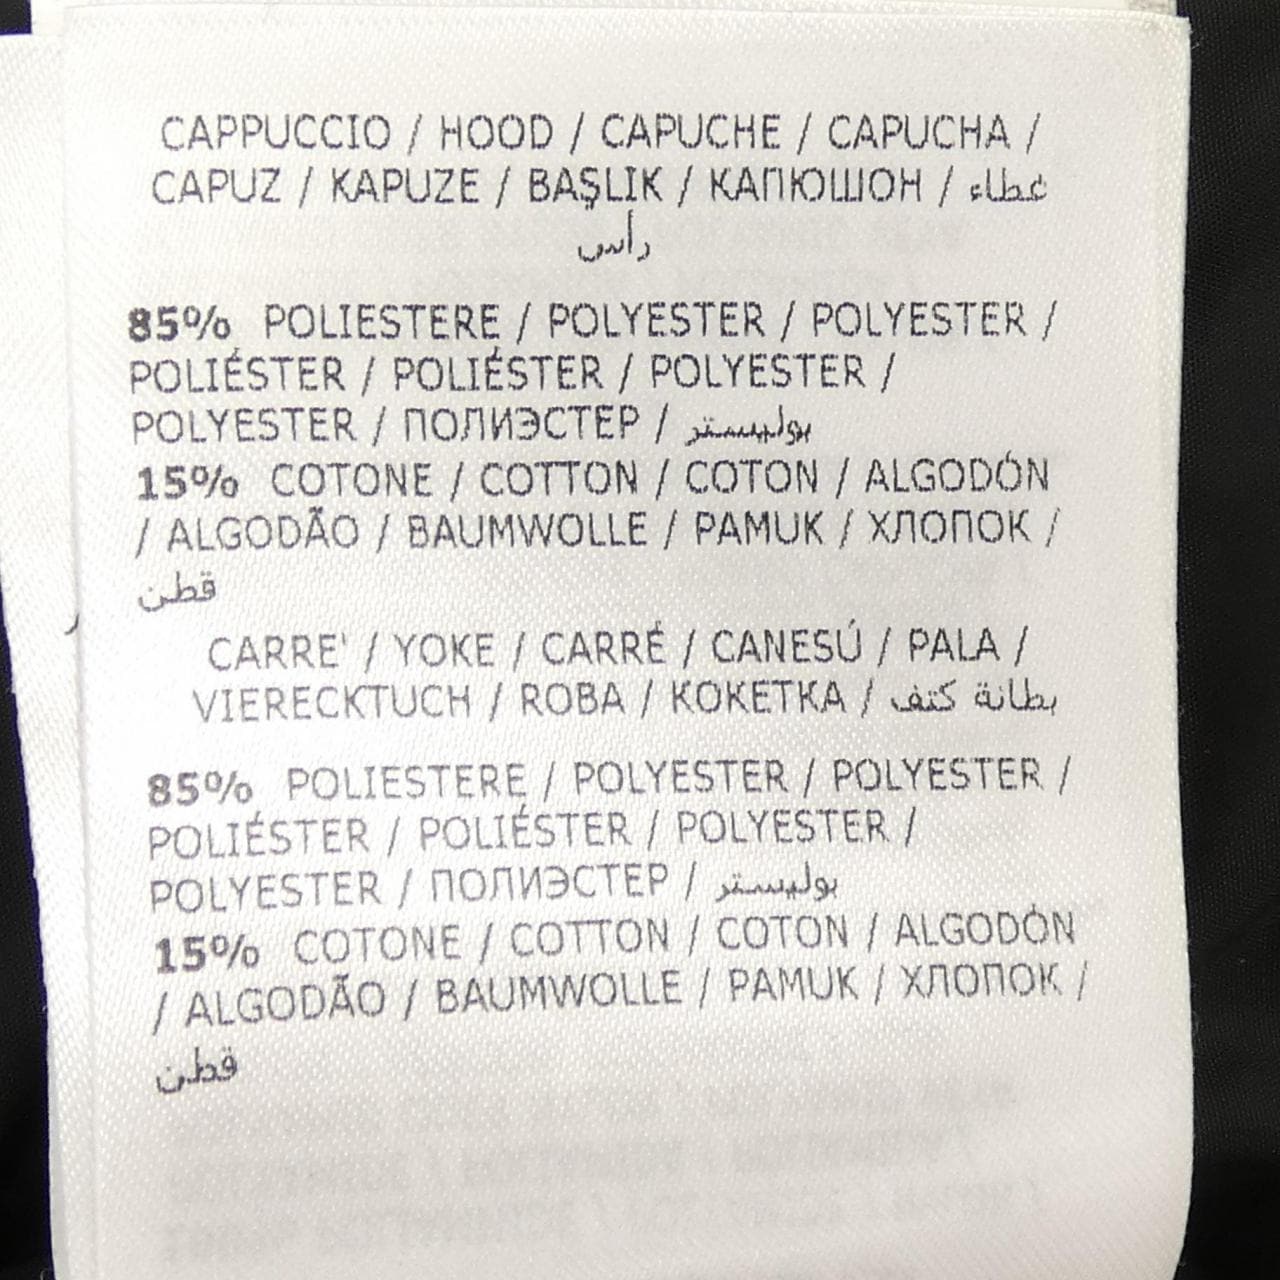 CAPPUCCIO / HOOD / CAPUCHE / CAPUCHA /
CAPUZ / KAPUZE / BAŞLIK / КАПЮШОН / غطاء
رأس
85% POLIESTERE / POLYESTER / POLYESTER /
POLIÉSTER / POLIÉSTER / POLYESTER /
POLYESTER / ПОЛИЭСТЕР / بوليستر
15% COTONE / COTTON / COTON / ALGODÓN
/ ALGODÃO / BAUMWOLLE / PAMUK / ХЛОПОК /
قطن
CARRE' / YOKE / CARRÉ / CANESÚ / PALA /
VIERECKTUCH / ROBA / КОКЕТКА / بطانة كتف
85% POLIESTERE / POLYESTER / POLYESTER /
POLIÉSTER / POLIÉSTER / POLYESTER /
POLYESTER / ПОЛИЭСТЕР / بوليستر
15% COTONE / COTTON / COTON / ALGODÓN
/ ALGODÃO / BAUMWOLLE / PAMUK / ХЛОПОК /
قطن